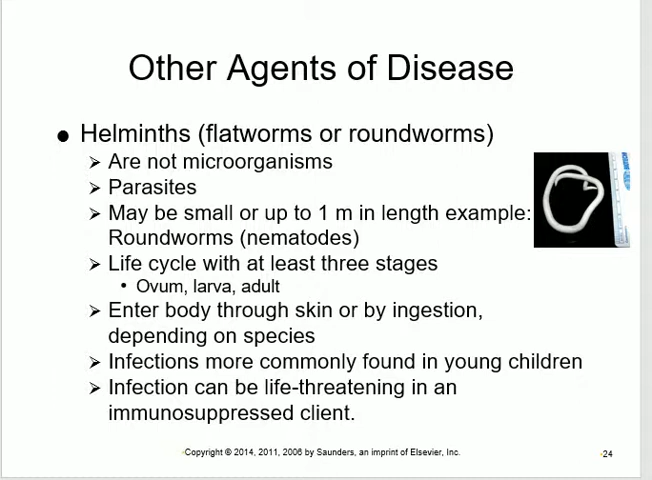 Other Agents of Disease
● Helminths (flatworms or roundworms)
➢ Are not microorganisms
➢ Parasites
➢ May be small or up to 1 m in length example:
Roundworms (nematodes)
➢ Life cycle with at least three stages
• Ovum, larva, adult
➢ Enter body through skin or by ingestion,
depending on species
➢ Infections more commonly found in young children
➢ Infection can be life-threatening in an
immunosuppressed client.
Copyright © 2014, 2011, 2006 by Saunders, an imprint of Elsevier, Inc.
24